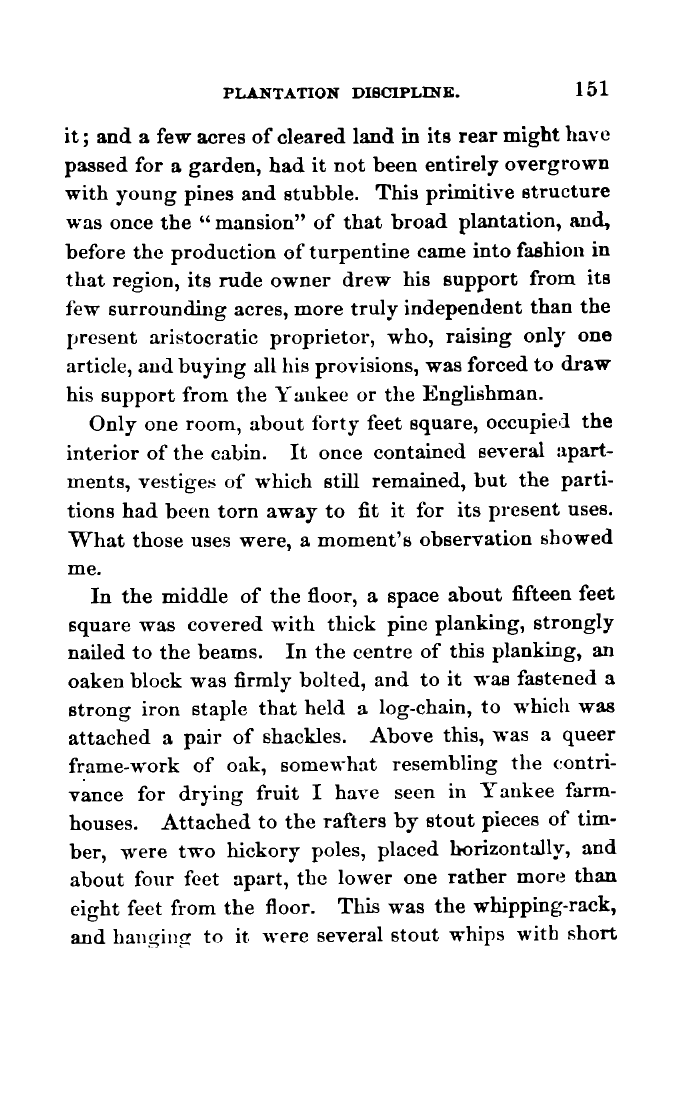 PLANTATION DISCIPLINE. 151
it; and a few acres of cleared land in its rear might have
passed for a garden, had it not been entirely overgrown
with young pines and stubble. This primitive structure
was once the “mansion” of that broad plantation, and,
before the production of turpentine came into fashion in
that region, its rude owner drew his support from its
few surrounding acres, more truly independent than the
present aristocratic proprietor, who, raising only one
article, and buying all his provisions, was forced to draw
his support from the Yankee or the Englishman.
Only one room, about forty feet square, occupied the
interior of the cabin. It once contained several apart-
ments, vestiges of which still remained, but the parti-
tions had been torn away to fit it for its present uses.
What those uses were, a moment's observation showed
me.
In the middle of the floor, a space about fifteen feet
square was covered with thick pine planking, strongly
nailed to the beams. In the centre of this planking, an
oaken block was firmly bolted, and to it was fastened a
strong iron staple that held a log-chain, to which was
attached a pair of shackles. Above this, was a queer
frame-work of oak, somewhat resembling the contri-
vance for drying fruit I have seen in Yankee farm-
houses. Attached to the rafters by stout pieces of tim-
ber, were two hickory poles, placed horizontally, and
about four feet apart, the lower one rather more than
eight feet from the floor. This was the whipping-rack,
and hanging to it were several stout whips with short